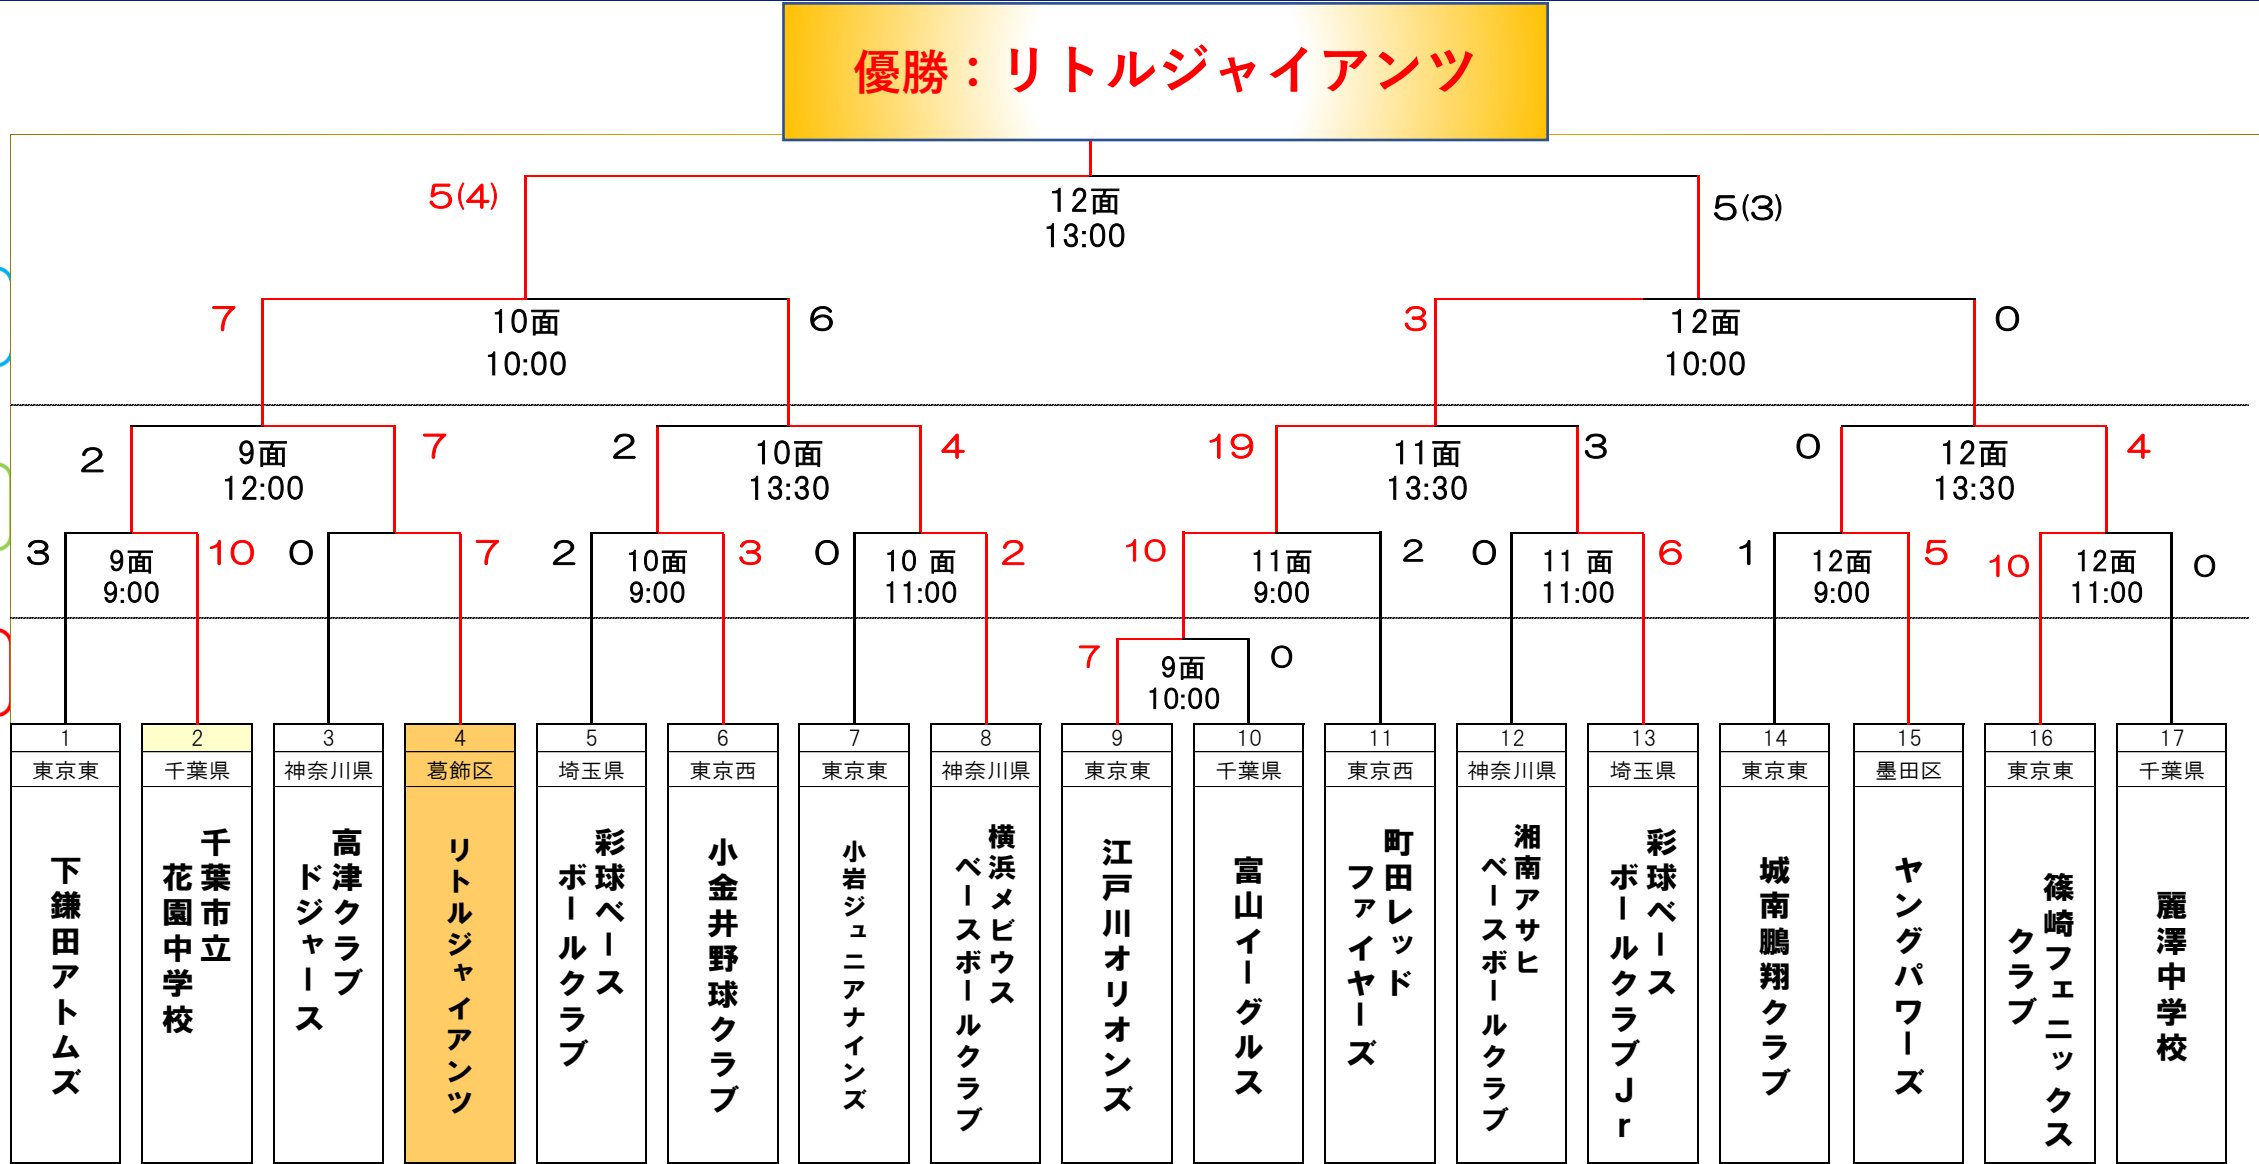 優勝：リトルジャイアンツ
5(4)
12面
13:00
5(3)
7
10面
10:00
6
3
12面
10:00
0
2
9面
12:00
7
2
10面
13:30
4
19
11面
13:30
3
0
12面
13:30
4
3
9面
9:00
10
0
7
2
10面
9:00
3
0
10 面
11:00
2
10
11面
9:00
2
0
11 面
11:00
6
1
12面
9:00
5
10
12面
11:00
0
7
9面
10:00
0
1
東京東
下鎌田アトムズ
2
千葉県
千葉市立
花園中学校
3
神奈川県
高津クラブ
ドジャース
4
葛飾区
リトルジャイアンツ
5
埼玉県
彩球ベース
ボールクラブ
6
東京西
小金井野球クラブ
7
東京東
小岩ジュニアナインズ
8
神奈川県
横浜メビウス
ベースボールクラブ
9
東京東
江戸川オリオンズ
10
千葉県
富山イーグルス
11
東京西
町田レッド
ファイヤーズ
12
神奈川県
湘南アサヒ
ベースボールクラブ
13
埼玉県
彩球ベース
ボールクラブJr
14
東京東
城南鵬翔クラブ
15
墨田区
ヤングパワーズ
16
東京東
篠崎フェニックス
クラブ
17
千葉県
麗澤中学校